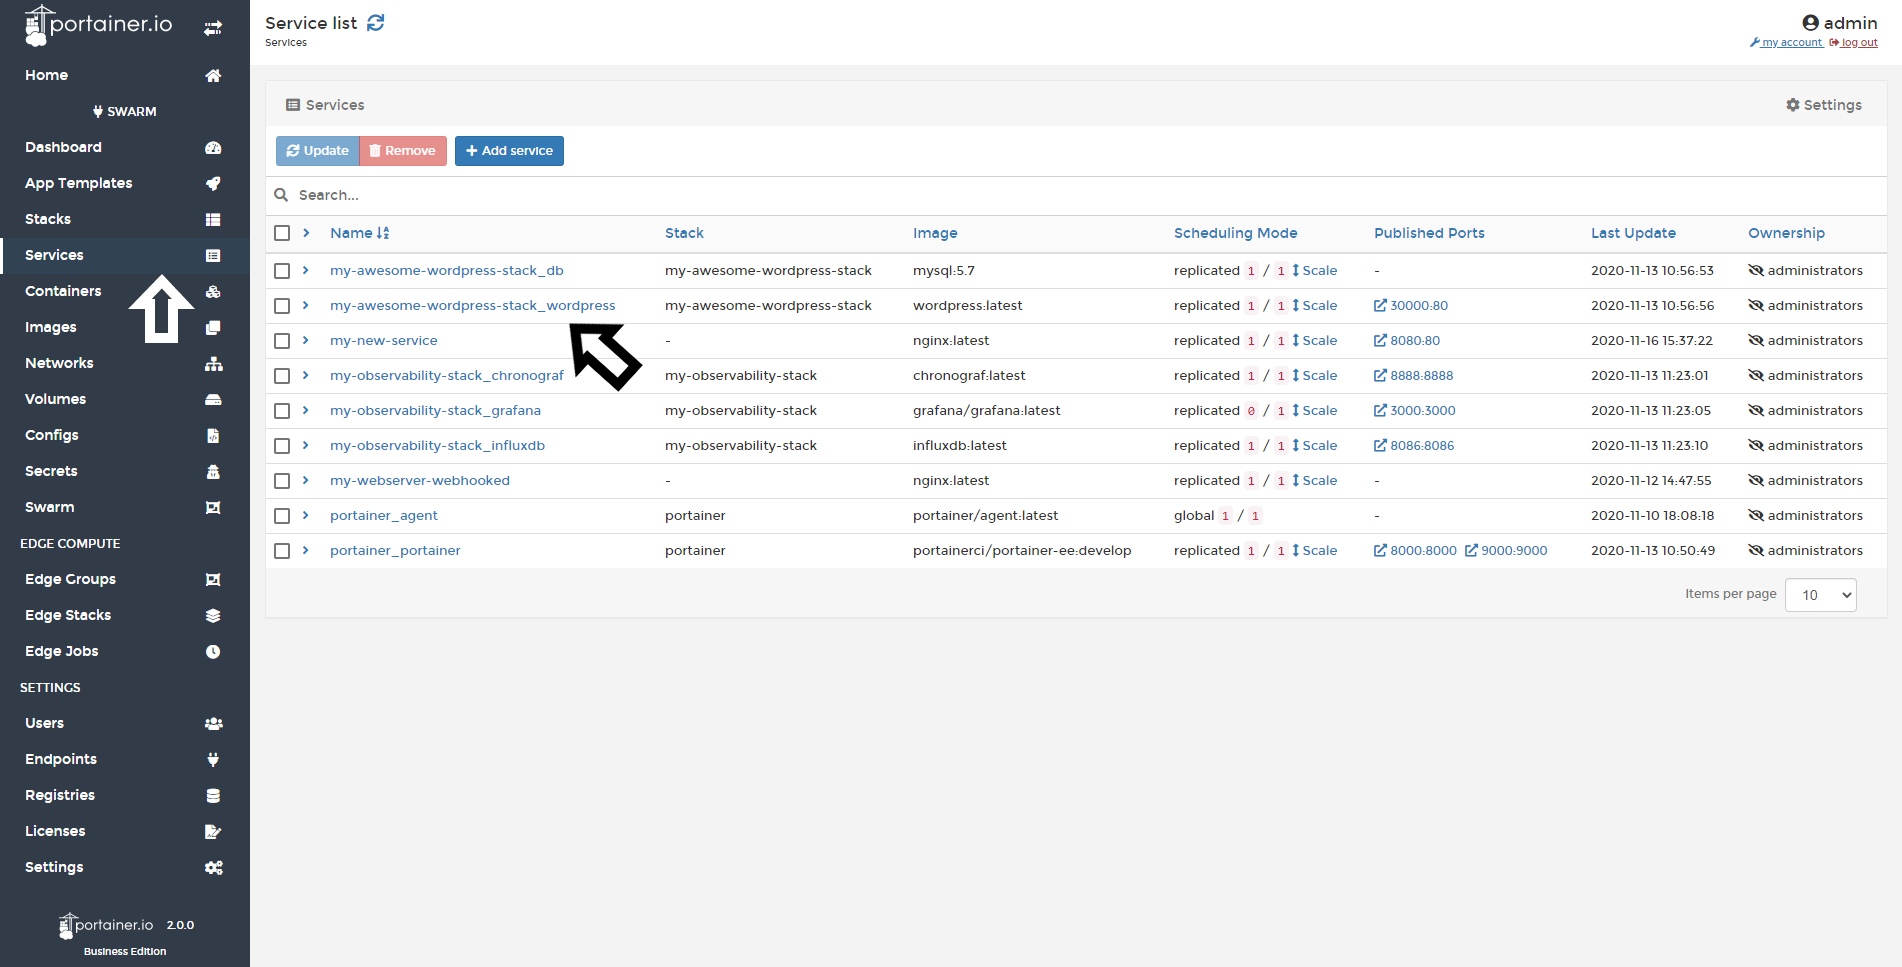 portainer.io
Home
SWARM
Dashboard
App Templates
Stacks
Services
Containers
Images
Networks
Volumes
Configs
Secrets
Swarm
EDGE COMPUTE
Edge Groups
Edge Stacks
Edge Jobs
SETTINGS
Users
Endpoints
Registries
Licenses
Settings
portainer.io 2.0.0
Business Edition
Service list
Services
admin
my account log out
Services Settings
Update Remove Add service
Search...
Name Stack Image Scheduling Mode Published Ports Last Update Ownership
my-awesome-wordpress-stack_db my-awesome-wordpress-stack mysql:5.7 replicated 1 / 1 Scale - 2020-11-13 10:56:53 administrators
my-awesome-wordpress-stack_wordpress my-awesome-wordpress-stack wordpress:latest replicated 1 / 1 Scale 30000:80 2020-11-13 10:56:56 administrators
my-new-service - nginx:latest replicated 1 / 1 Scale 8080:80 2020-11-16 15:37:22 administrators
my-observability-stack_chronograf my-observability-stack chronograf:latest replicated 1 / 1 Scale 8888:8888 2020-11-13 11:23:01 administrators
my-observability-stack_grafana my-observability-stack grafana/grafana:latest replicated 0 / 1 Scale 3000:3000 2020-11-13 11:23:05 administrators
my-observability-stack_influxdb my-observability-stack influxdb:latest replicated 1 / 1 Scale 8086:8086 2020-11-13 11:23:10 administrators
my-webserver-webhooked - nginx:latest replicated 1 / 1 Scale - 2020-11-12 14:47:55 administrators
portainer_agent portainer portainer/agent:latest global 1 / 1 - 2020-11-10 18:08:18 administrators
portainer_portainer portainer portainerci/portainer-ee:develop replicated 1 / 1 Scale 8000:8000 9000:9000 2020-11-13 10:50:49 administrators
Items per page 10